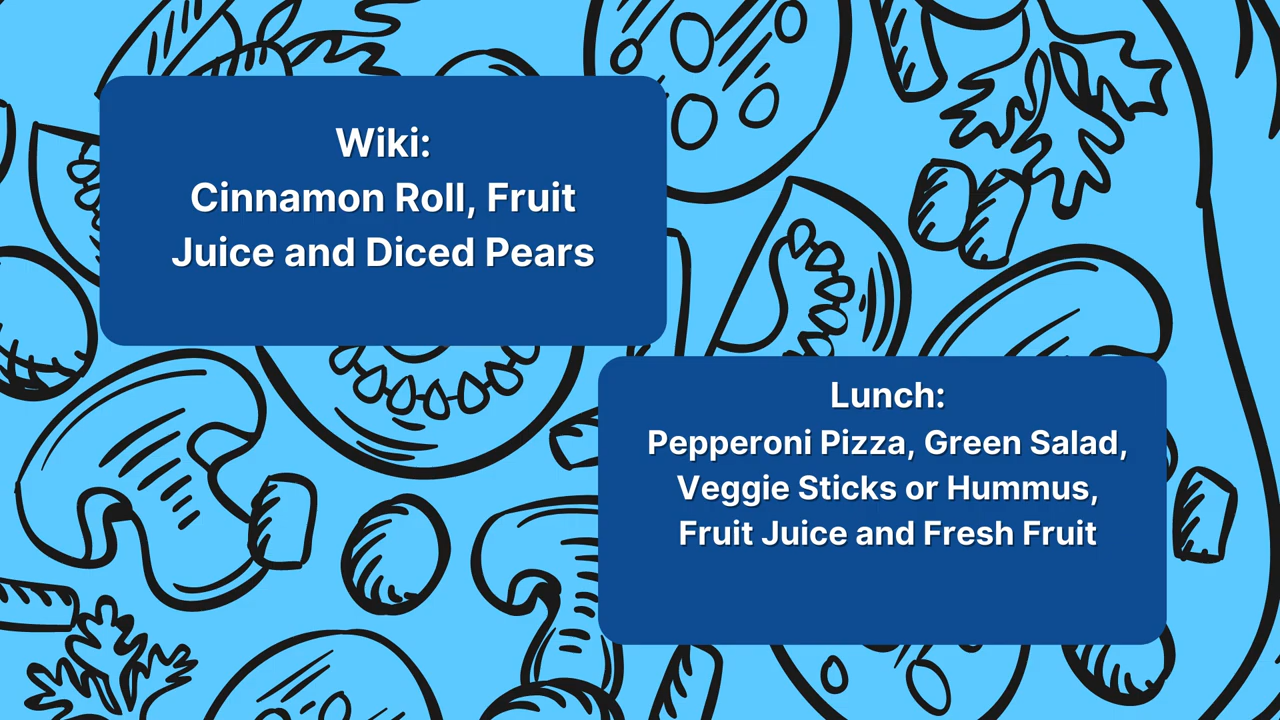 Wiki:
Cinnamon Roll, Fruit
Juice and Diced Pears
Lunch:
Pepperoni Pizza, Green Salad,
Veggie Sticks or Hummus,
Fruit Juice and Fresh Fruit